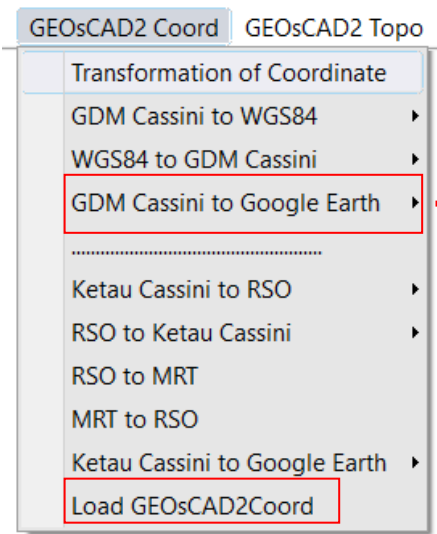 GEOsCAD2 Coord GEOsCAD2 Topo
Transformation of Coordinate
GDM Cassini to WGS84
WGS84 to GDM Cassini
GDM Cassini to Google Earth
Ketau Cassini to RSO
RSO to Ketau Cassini
RSO to MRT
MRT to RSO
Ketau Cassini to Google Earth
Load GEOsCAD2Coord